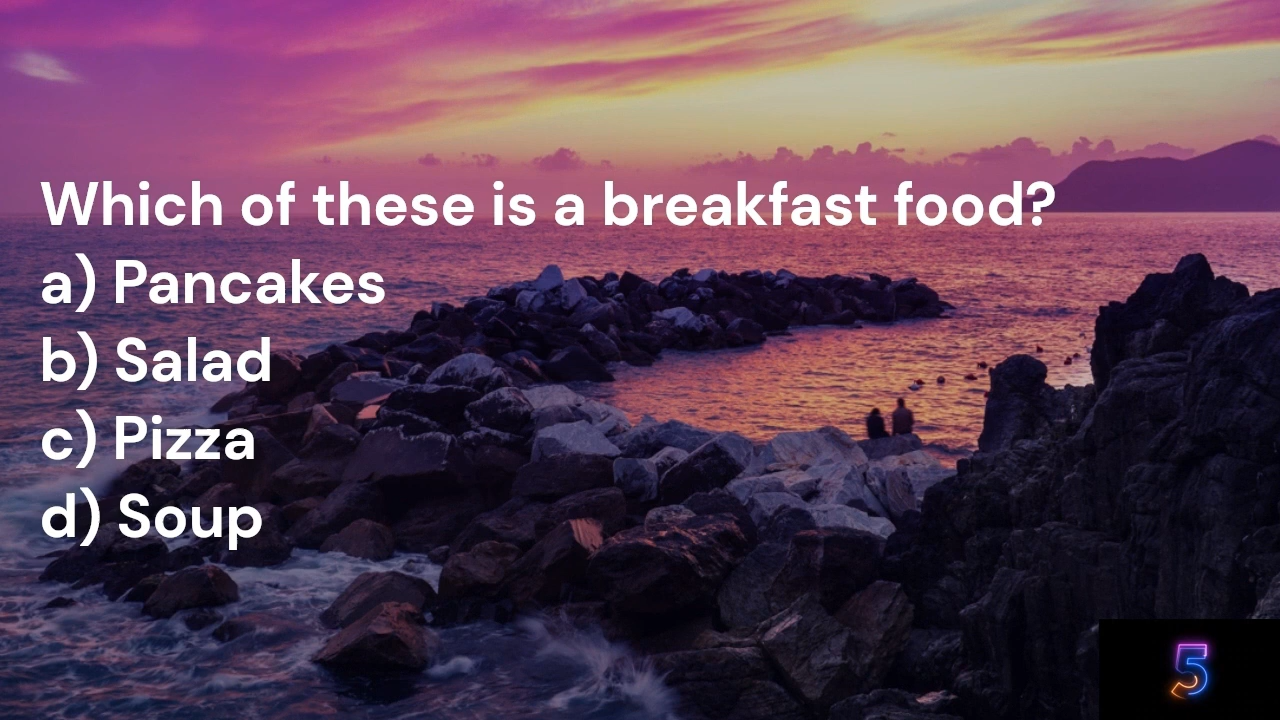 Which of these is a breakfast food?
a) Pancakes
b) Salad
c) Pizza
d) Soup
5